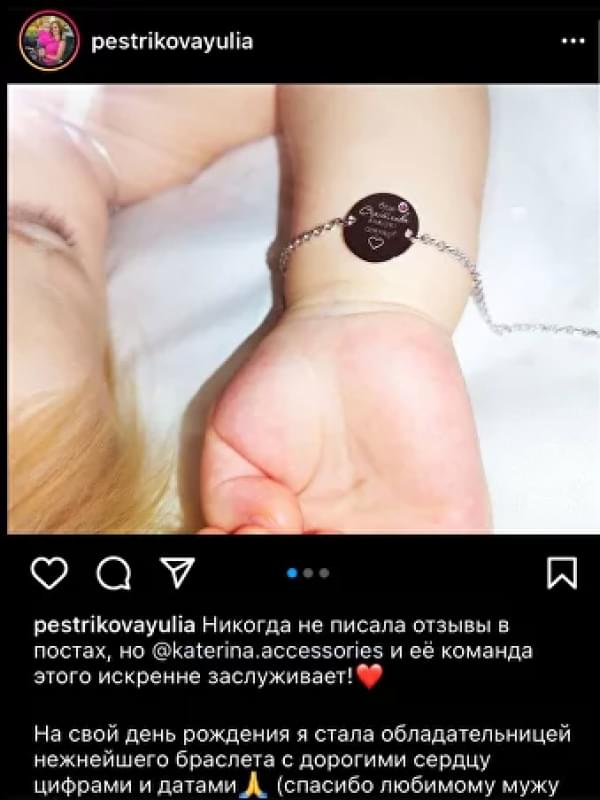 pestrikovayulia
pestrikovayulia Никогда не писала отзывы в
постах, но @katerina.accessories и её команда
этого искренне заслуживает!❤️
На свой день рождения я стала обладательницей
нежнейшего браслета с дорогими сердцу
цифрами и датами🙏 (спасибо любимому мужу